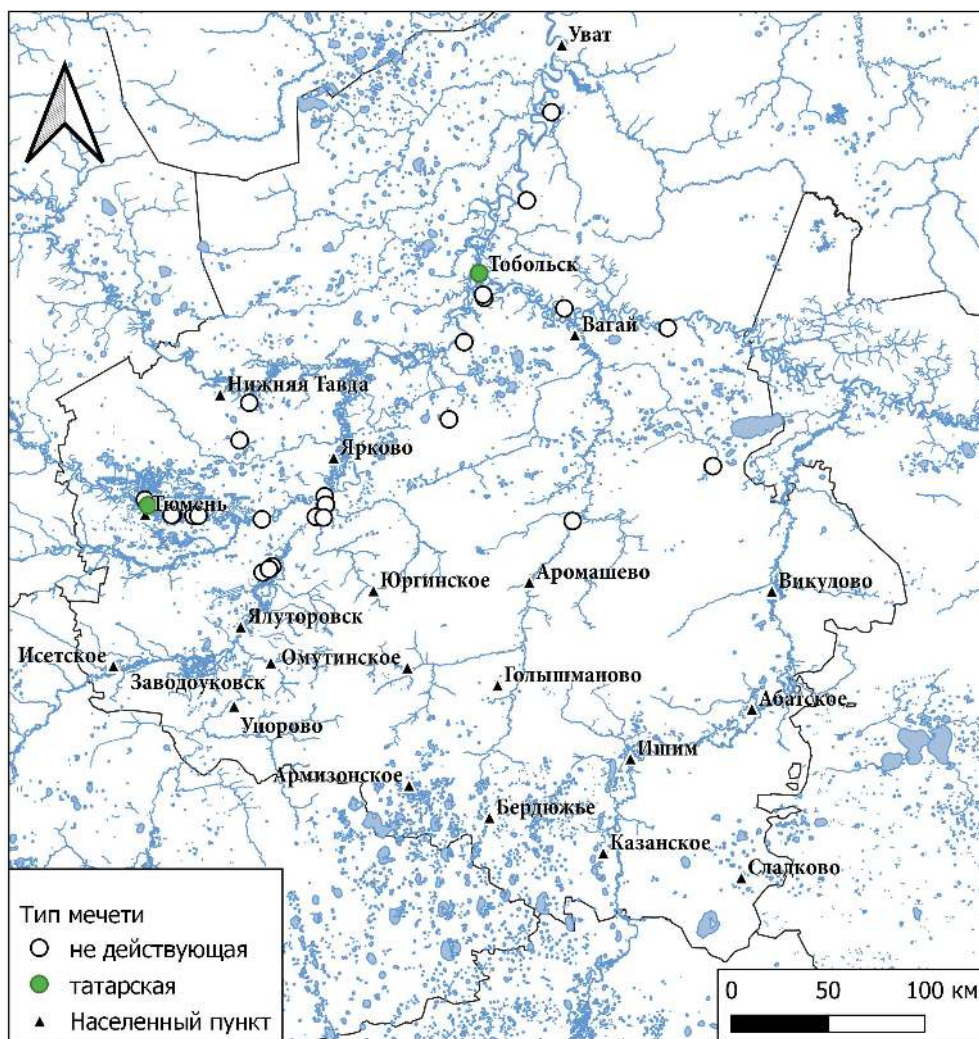 Уват
Тобольск
Вагай
Нижняя Тавда
Ярково
Тюмень
Юргинское
Аромашево
Викулово
Ялуторовск
Исетское
Омутинское
Заводоуковск
Голышманово
Упорово
Абатское
Ишим
Армизонское
Бердюжье
Казанское
Сладково
Тип мечети
не действующая
татарская
Населенный пункт
0 50 100 км